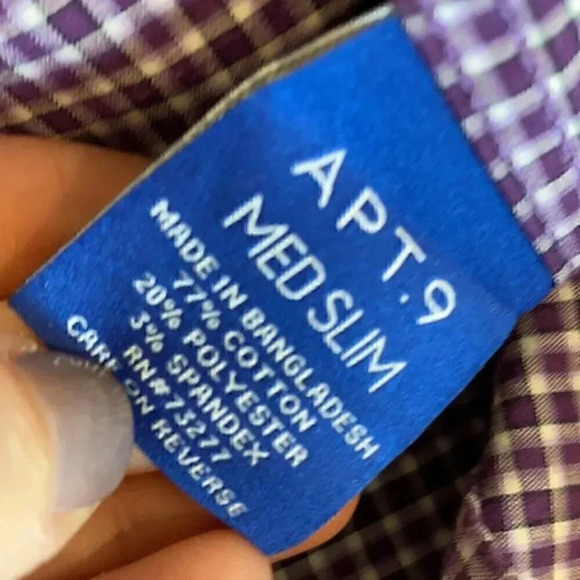 APT.9
MED SLIM
MADE IN BANGLADESH
77% COTTON
20% POLYESTER
3% SPANDEX
RN#73277
CARE ON REVERSE